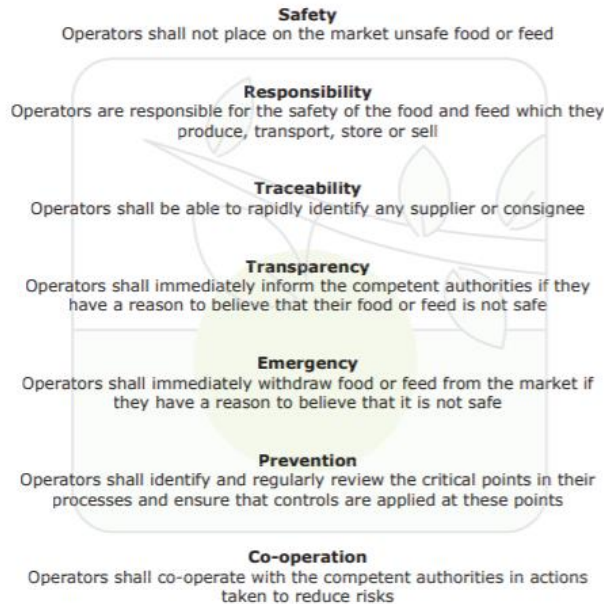 Safety
Operators shall not place on the market unsafe food or feed
Responsibility
Operators are responsible for the safety of the food and feed which they
produce, transport, store or sell
Traceability
Operators shall be able to rapidly identify any supplier or consignee
Transparency
Operators shall immediately inform the competent authorities if they
have a reason to believe that their food or feed is not safe
Emergency
Operators shall immediately withdraw food or feed from the market if
they have a reason to believe that it is not safe
Prevention
Operators shall identify and regularly review the critical points in their
processes and ensure that controls are applied at these points
Co-operation
Operators shall co-operate with the competent authorities in actions
taken to reduce risks